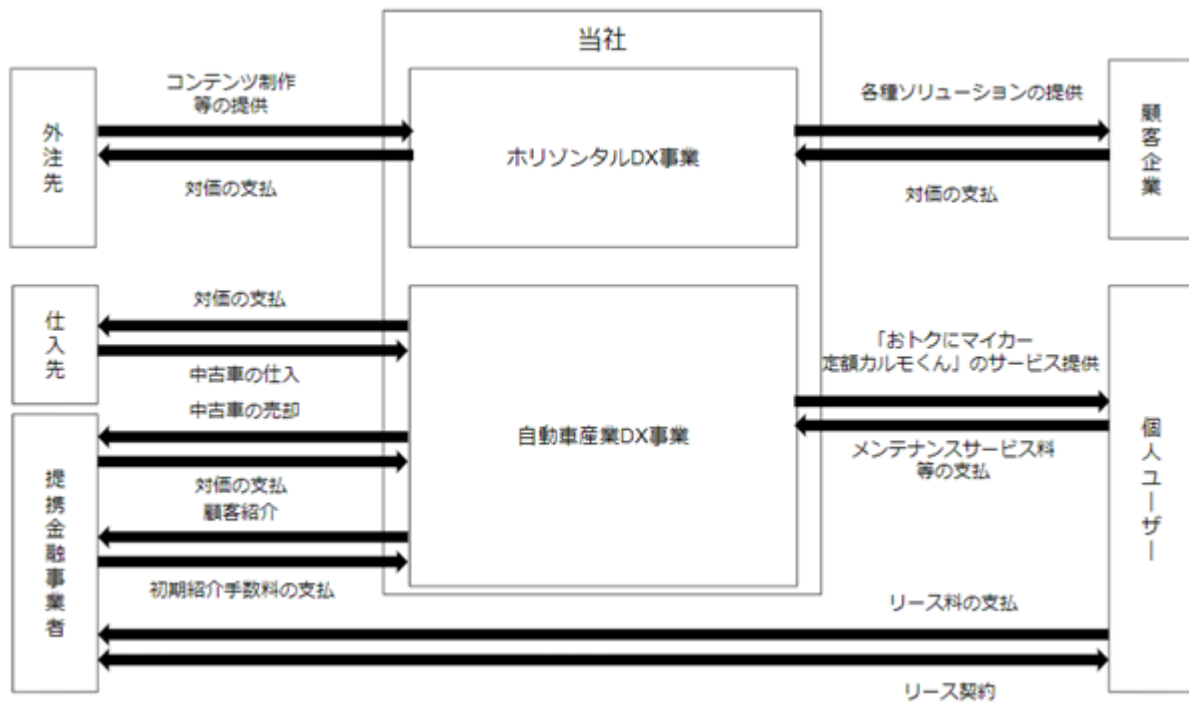 当社
コンテンツ制作
等の提供
各種ソリューションの提供
外注先
ホリゾンタルDX事業
顧客企業
対価の支払
対価の支払
対価の支払
仕入先
中古車の仕入
「おトクにマイカー
定額カルモくん」のサービス提供
中古車の売却
自動車産業DX事業
個人ユーザー
メンテナンスサービス料
等の支払
対価の支払
顧客紹介
提携金融事業者
初期紹介手数料の支払
リース料の支払
リース契約